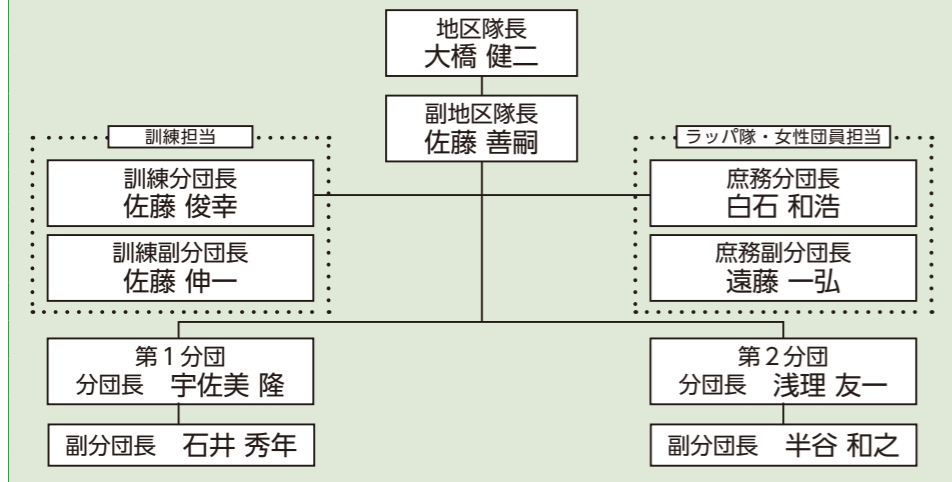 地区隊長
大橋 健二
副地区隊長
佐藤 善嗣
訓練担当
訓練分団長
佐藤 俊幸
訓練副分団長
佐藤 伸一
ラッパ隊・女性団員担当
庶務分団長
白石 和浩
庶務副分団長
遠藤 一弘
第1分団
分団長 宇佐美 隆
副分団長 石井 秀年
第2分団
分団長 浅理 友一
副分団長 半谷 和之